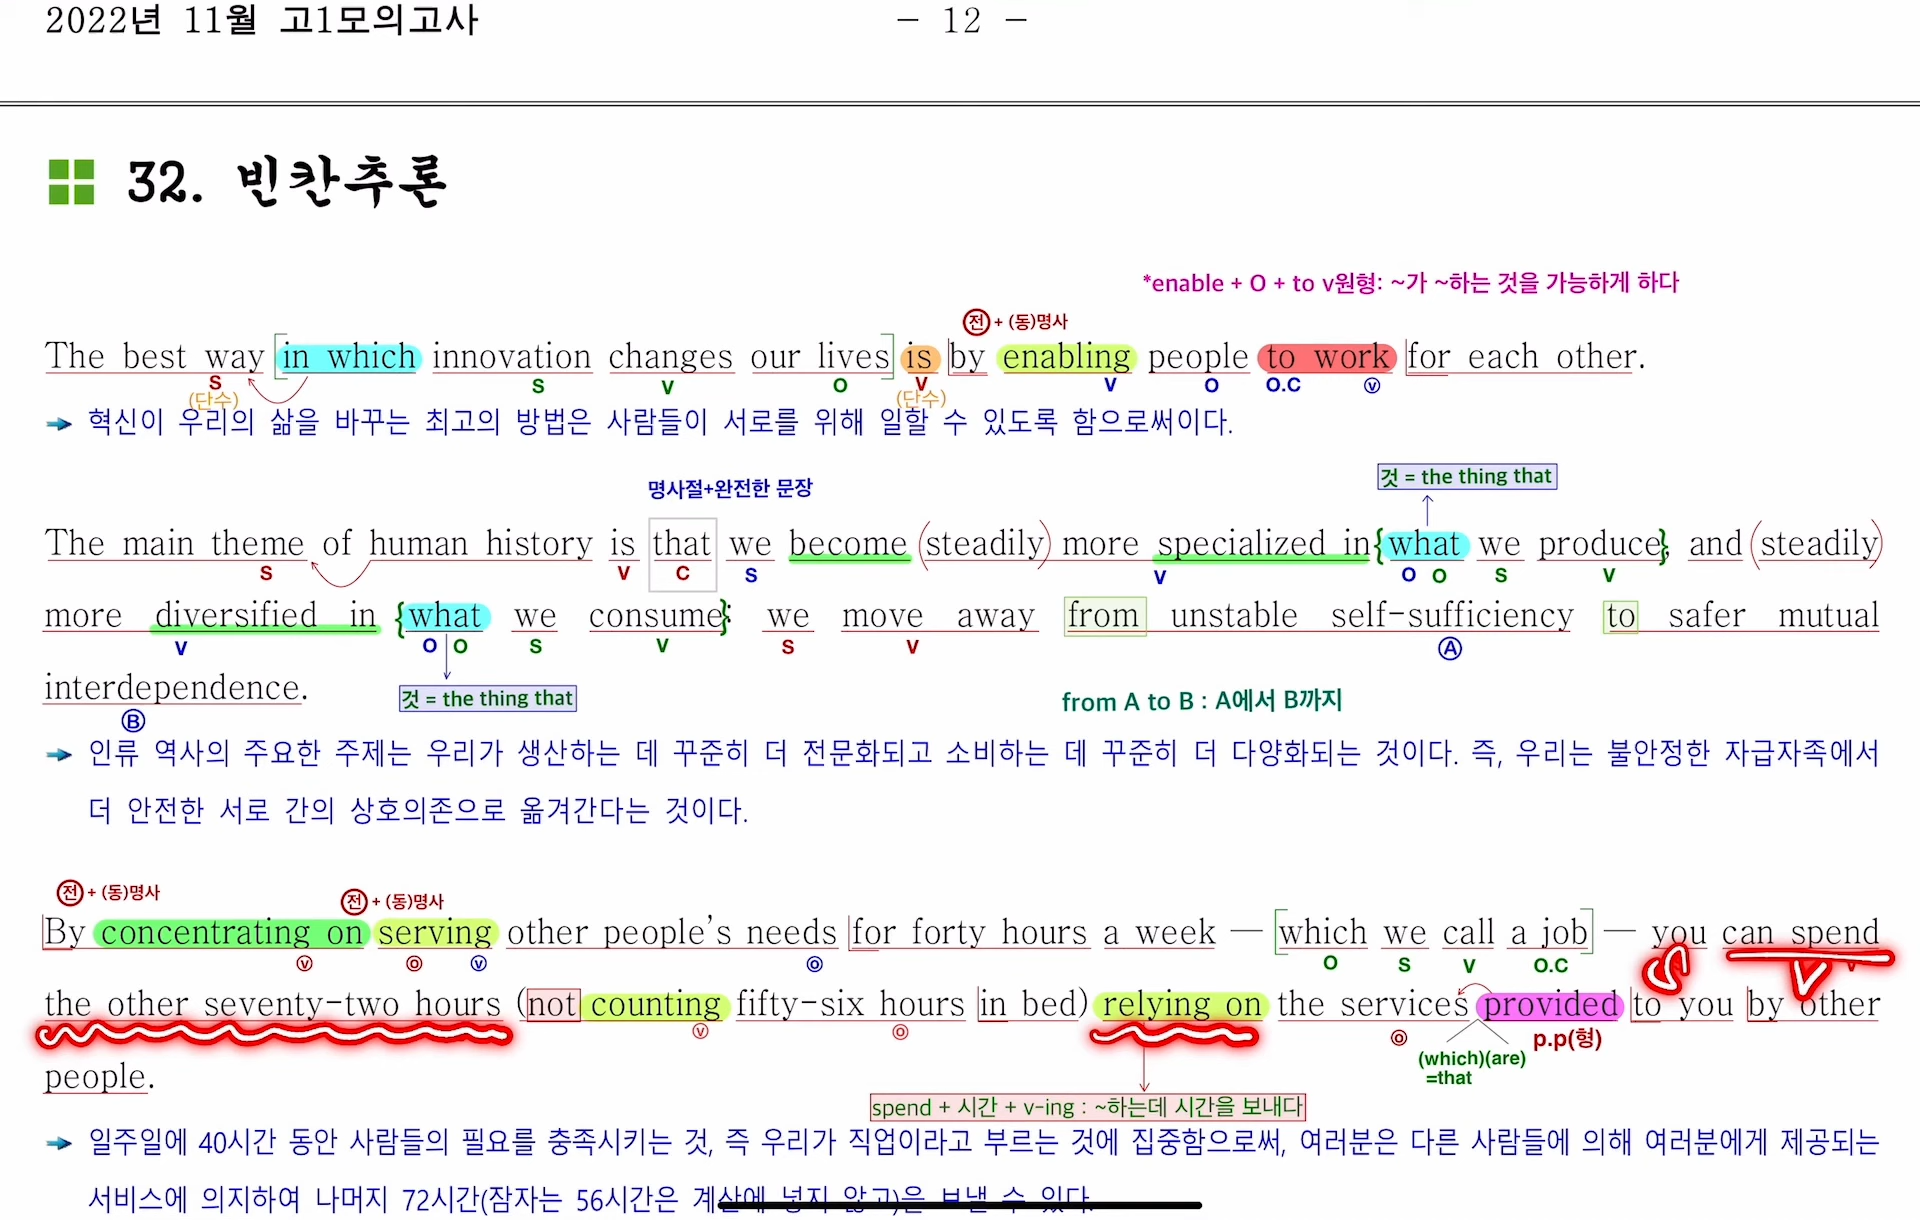 2022년 11월 고1모의고사
- 12 -
32. 빈칸추론
*enable + O + to v원형: ~가 ~하는 것을 가능하게 하다
전 + (동)명사
The best way [in which innovation changes our lives] is by enabling people to work for each other.
S S V O V V O O.C v
(단수) (단수)
➡ 혁신이 우리의 삶을 바꾸는 최고의 방법은 사람들이 서로를 위해 일할 수 있도록 함으로써이다.
것 = the thing that
명사절+완전한 문장
The main theme of human history is that we become (steadily) more specialized in {what we produce}, and (steadily)
S V C S V O O S V
more diversified in {what we consume}: we move away from unstable self-sufficiency to safer mutual
V O O S V S V A
interdependence.
B
것 = the thing that
from A to B : A에서 B까지
➡ 인류 역사의 주요한 주제는 우리가 생산하는 데 꾸준히 더 전문화되고 소비하는 데 꾸준히 더 다양화되는 것이다. 즉, 우리는 불안정한 자급자족에서
더 안전한 서로 간의 상호의존으로 옮겨간다는 것이다.
전 + (동)명사 전 + (동)명사
By concentrating on serving other people's needs for forty hours a week — [which we call a job] — you can spend
v o v o O S V O.C S V
the other seventy-two hours (not counting fifty-six hours in bed) relying on the services provided to you by other
v o o p.p(형)
(which)(are)
=that
people.
spend + 시간 + v-ing : ~하는데 시간을 보내다
➡ 일주일에 40시간 동안 사람들의 필요를 충족시키는 것, 즉 우리가 직업이라고 부르는 것에 집중함으로써, 여러분은 다른 사람들에 의해 여러분에게 제공되는
서비스에 의지하여 나머지 72시간(잠자는 56시간은 계산에 넣지 않고)을 보낼 수 있다.